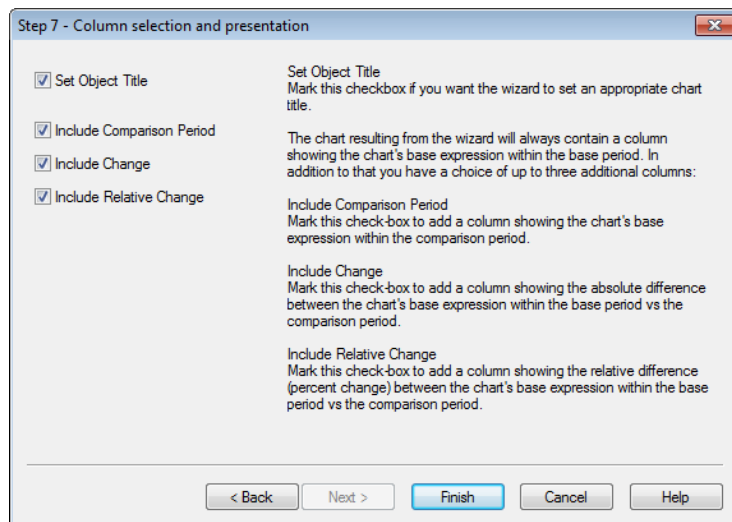 Step 7 - Column selection and presentation
Set Object Title
Include Comparison Period
Include Change
Include Relative Change
Set Object Title
Mark this checkbox if you want the wizard to set an appropriate chart
title.
The chart resulting from the wizard will always contain a column
showing the chart's base expression within the base period. In
addition to that you have a choice of up to three additional columns:
Include Comparison Period
Mark this check-box to add a column showing the chart's base
expression within the comparison period.
Include Change
Mark this check-box to add a column showing the absolute difference
between the chart's base expression within the base period vs the
comparison period.
Include Relative Change
Mark this check-box to add a column showing the relative difference
(percent change) between the chart's base expression within the base
period vs the comparison period.
< Back
Next >
Finish
Cancel
Help